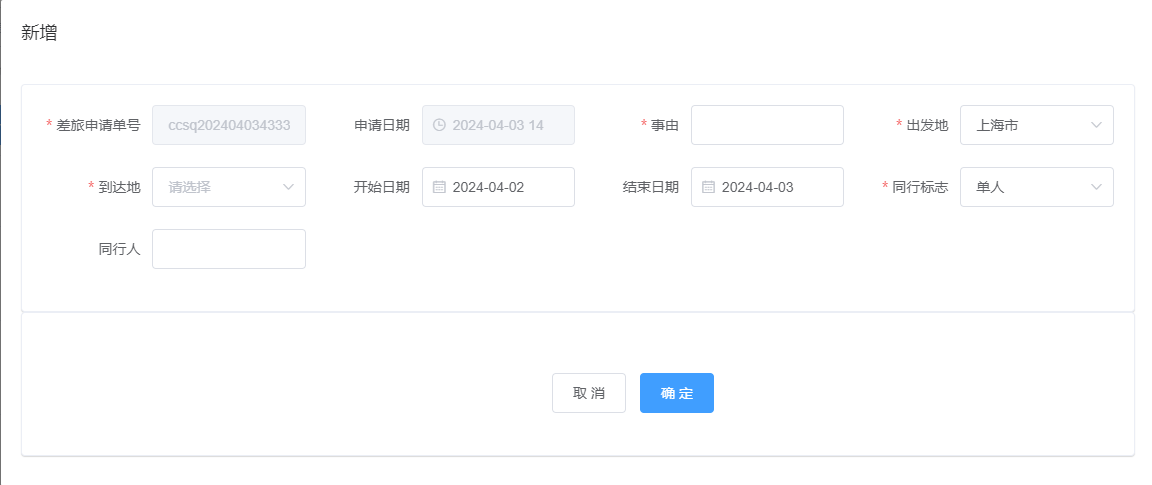 新增
* 差旅申请单号 ccsq202404034333 申请日期 2024-04-03 14 * 事由 * 出发地 上海市
* 到达地 请选择 开始日期 2024-04-02 结束日期 2024-04-03 * 同行标志 单人
同行人
取消 确定